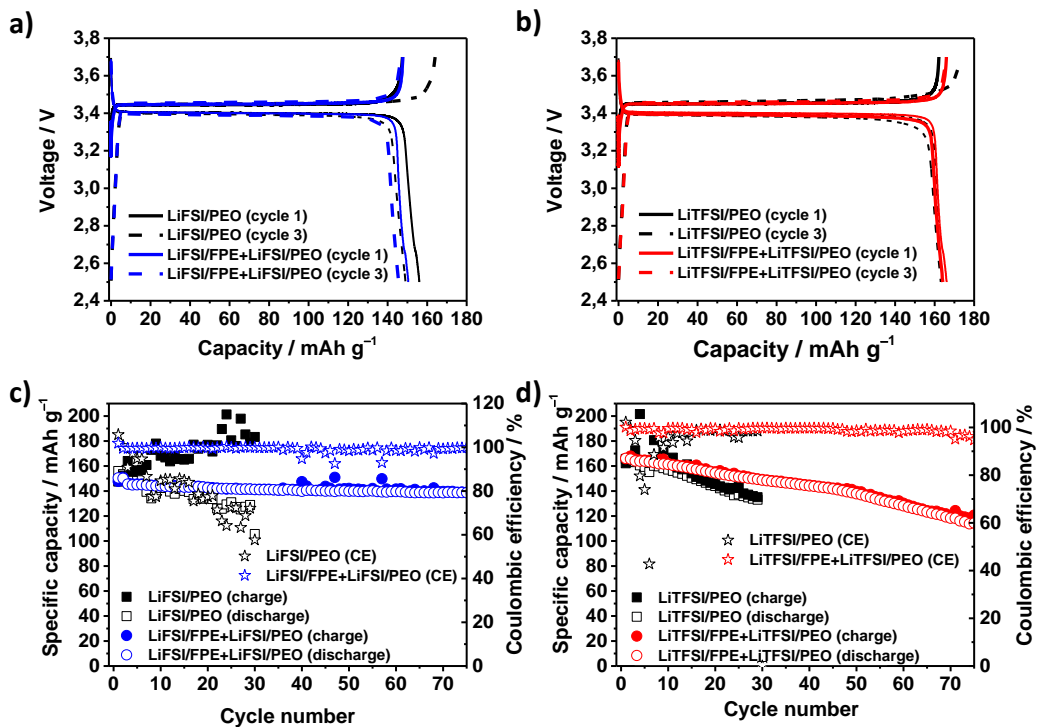 a)
3,8
3,6
3,4
3,2
3,0
2,8
2,6
2,4
Voltage / V
LiFSI/PEO (cycle 1)
LiFSI/PEO (cycle 3)
LiFSI/FPE+LiFSI/PEO (cycle 1)
LiFSI/FPE+LiFSI/PEO (cycle 3)
0 20 40 60 80 100 120 140 160 180
Capacity / mAh g⁻¹
b)
3,8
3,6
3,4
3,2
3,0
2,8
2,6
2,4
Voltage / V
LiTFSI/PEO (cycle 1)
LiTFSI/PEO (cycle 3)
LiTFSI/FPE+LiTFSI/PEO (cycle 1)
LiTFSI/FPE+LiTFSI/PEO (cycle 3)
0 20 40 60 80 100 120 140 160 180
Capacity / mAh g⁻¹
c)
200
180
160
140
120
100
80
60
40
20
0
Specific capacity / mAh g⁻¹
LiFSI/PEO (CE)
LiFSI/FPE+LiFSI/PEO (CE)
LiFSI/PEO (charge)
LiFSI/PEO (discharge)
LiFSI/FPE+LiFSI/PEO (charge)
LiFSI/FPE+LiFSI/PEO (discharge)
120
100
80
60
40
20
0
Coulombic efficiency / %
0 10 20 30 40 50 60 70
Cycle number
d)
200
180
160
140
120
100
80
60
40
20
0
Specific capacity / mAh g⁻¹
LiTFSI/PEO (CE)
LiTFSI/FPE+LiTFSI/PEO (CE)
LiTFSI/PEO (charge)
LiTFSI/PEO (discharge)
LiTFSI/FPE+LiTFSI/PEO (charge)
LiTFSI/FPE+LiTFSI/PEO (discharge)
100
80
60
40
20
0
Coulombic efficiency / %
0 10 20 30 40 50 60 70
Cycle number